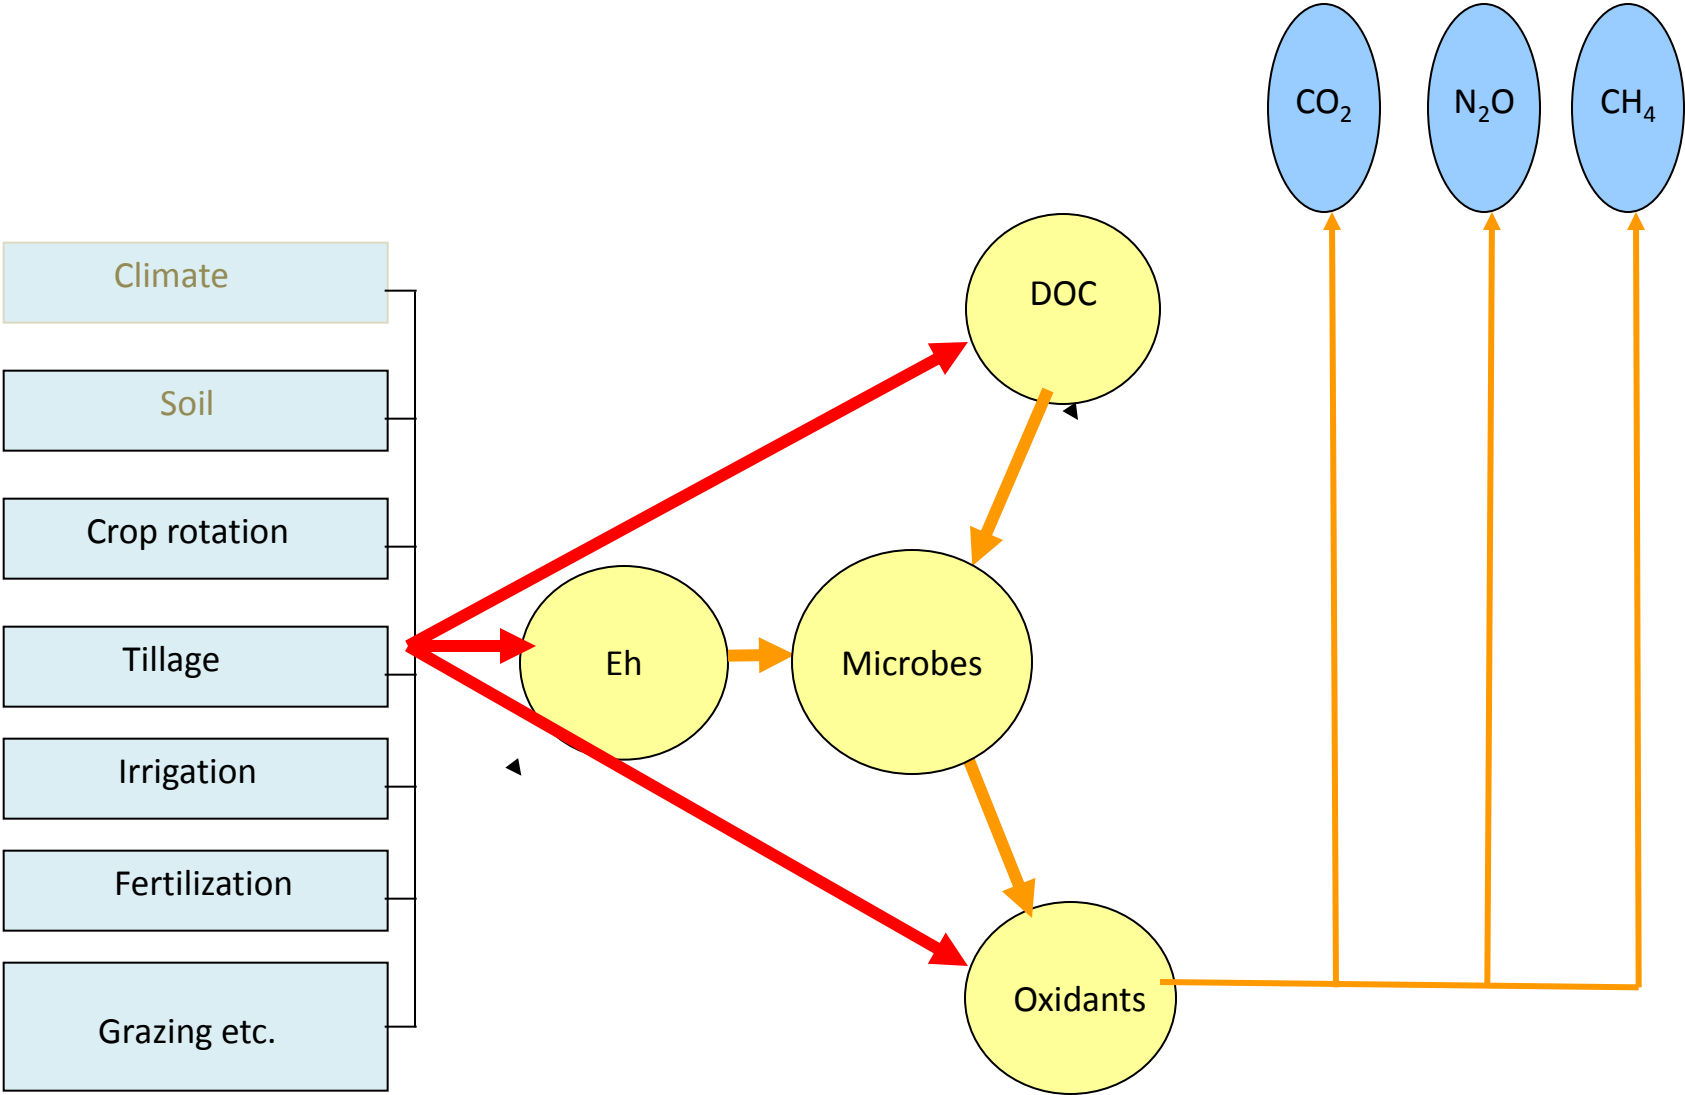 CO₂
N₂O
CH₄
Climate
Soil
Crop rotation
Tillage
Irrigation
Fertilization
Grazing etc.
DOC
Eh
Microbes
Oxidants